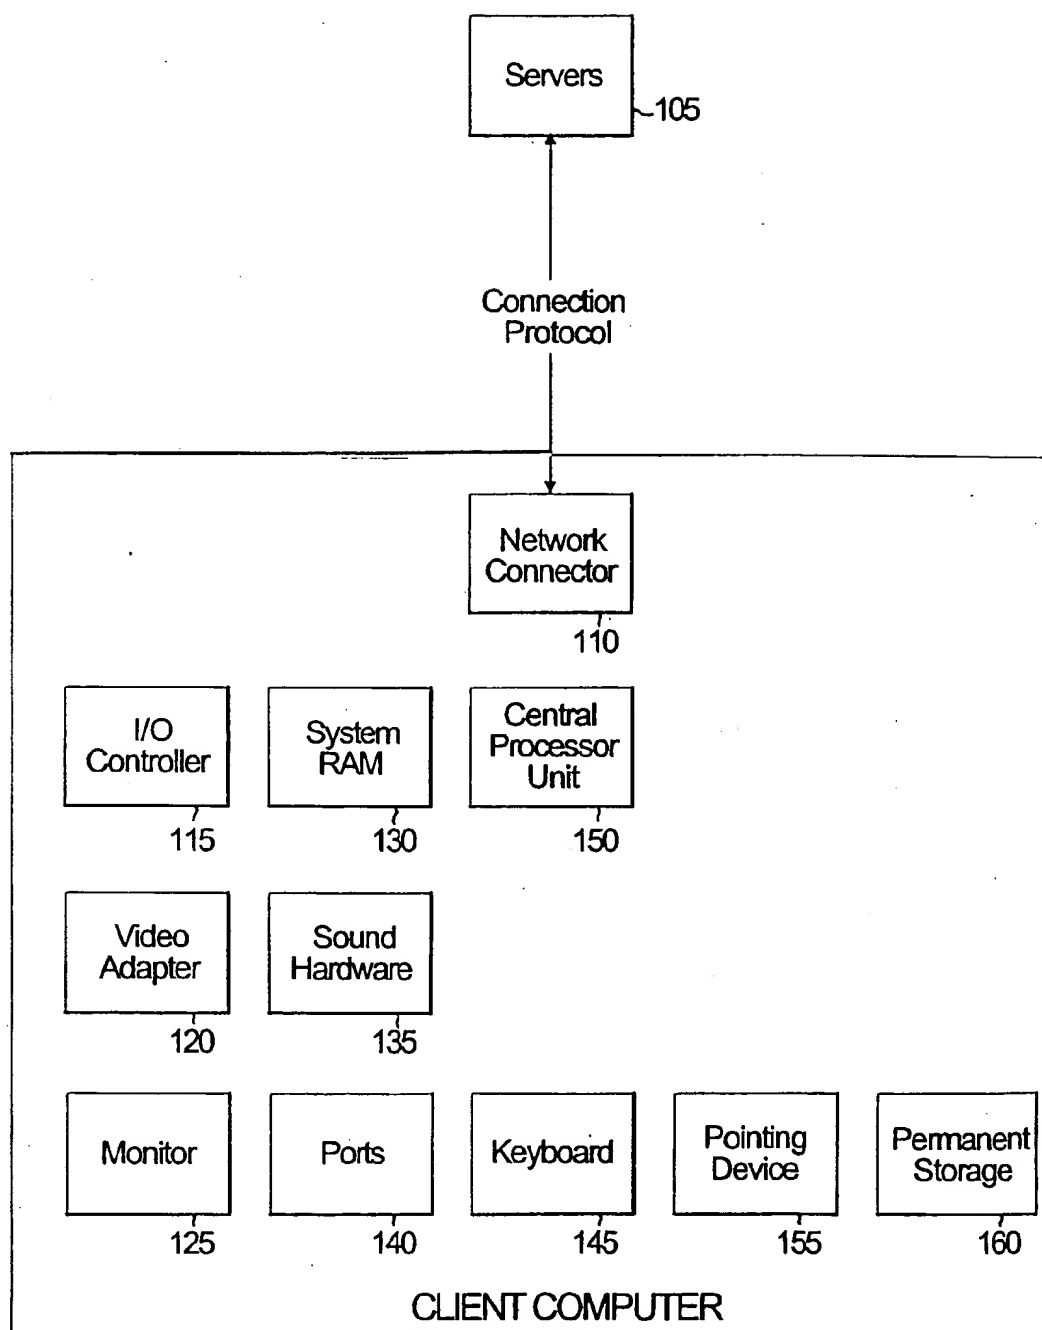 Servers
105
Connection
Protocol
Network
Connector
110
I/O
Controller
115
System
RAM
130
Central
Processor
Unit
150
Video
Adapter
120
Sound
Hardware
135
Monitor
125
Ports
140
Keyboard
145
Pointing
Device
155
Permanent
Storage
160
CLIENT COMPUTER